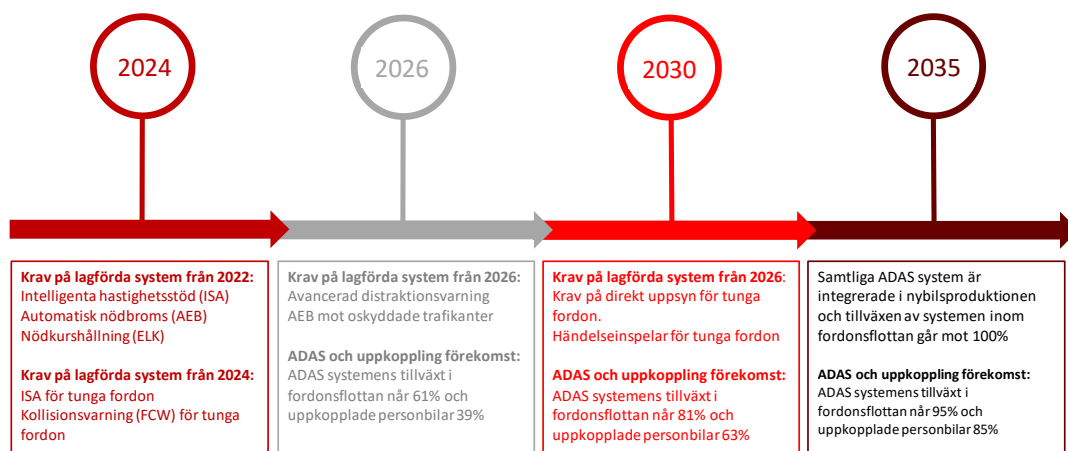 2024
2026
2030
2035
Krav på lagförda system från 2022:
Intelligenta hastighetsstöd (ISA)
Automatisk nödbroms (AEB)
Nödkurshållning (ELK)
Krav på lagförda system från 2024:
ISA för tunga fordon
Kollisionsvarning (FCW) för tunga
fordon
Krav på lagförda system från 2026:
Avancerad distraktionsvarning
AEB mot oskyddade trafikanter
ADAS och uppkoppling förekomst:
ADAS systemens tillväxt i
fordonsflottan når 61% och
uppkopplade personbilar 39%
Krav på lagförda system från 2026:
Krav på direkt uppsyn för tunga
fordon.
Händelseinspelar för tunga fordon
ADAS och uppkoppling förekomst:
ADAS systemens tillväxt i
fordonsflottan når 81% och
uppkopplade personbilar 63%
Samtliga ADAS system är
integrerade i nybilsproduktionen
och tillväxen av systemen inom
fordonsflottan går mot 100%
ADAS och uppkoppling förekomst:
ADAS systemens tillväxt i
fordonsflottan når 95% och
uppkopplade personbilar 85%